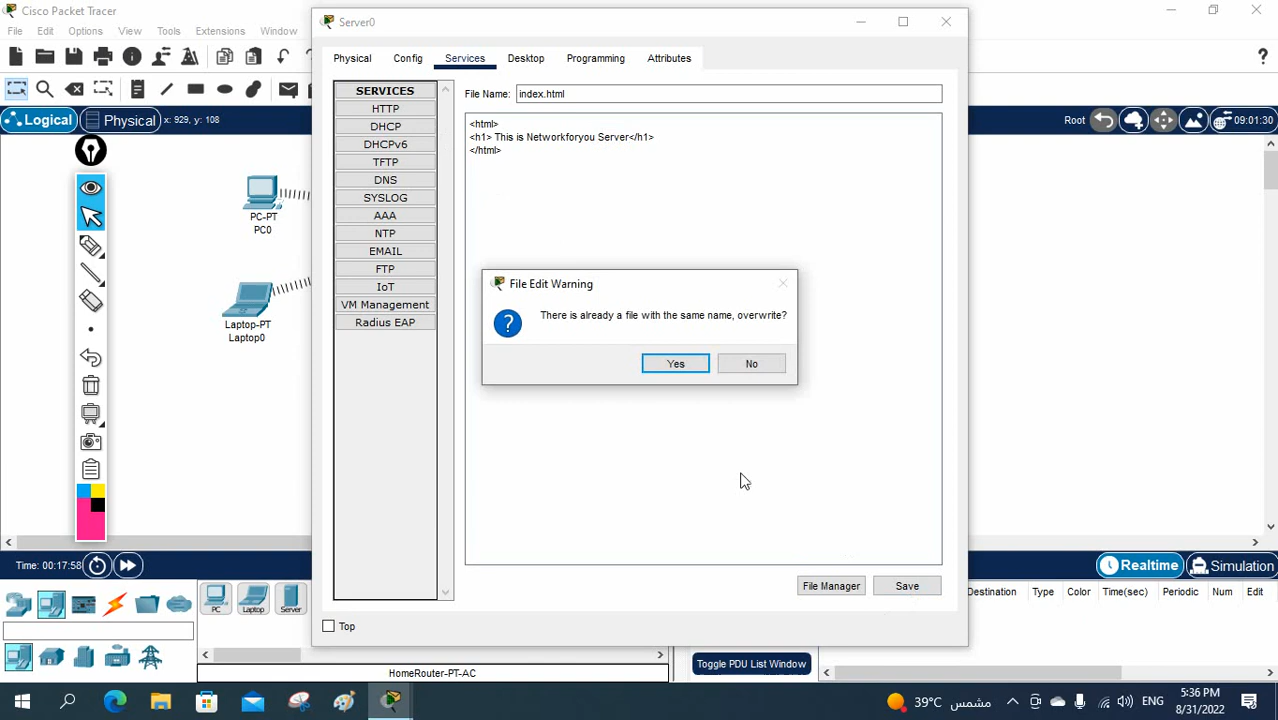 Cisco Packet Tracer
File Edit Options View Tools Extensions Window
Logical Physical x: 929, y: 108
Root 09:01:30
PC-PT
PC0
Laptop-PT
Laptop0
Server0
Physical Config Services Desktop Programming Attributes
SERVICES
HTTP
DHCP
DHCPv6
TFTP
DNS
SYSLOG
AAA
NTP
EMAIL
FTP
IoT
VM Management
Radius EAP
File Name: index.html
<html>
<h1> This is Networkforyou Server</h1>
</html>
File Edit Warning
There is already a file with the same name, overwrite?
Yes No
File Manager Save
Top
Time: 00:17:58
Realtime Simulation
PC Laptop Server
HomeRouter-PT-AC
Toggle PDU List Window
Destination Type Color Time(sec) Periodic Num Edit
39°C مشمس
ENG
5:36 PM
8/31/2022